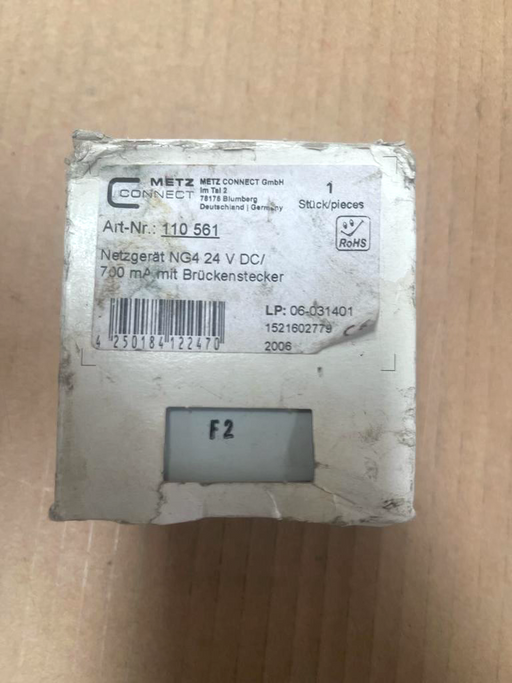 METZ CONNECT
METZ CONNECT GmbH
Im Tal 2
78176 Blumberg
Deutschland | Germany
1
Stück/pieces
RoHS
Art-Nr.: 110 561
Netzgerät NG4 24 V DC/
700 mA mit Brückenstecker
LP: 06-031401
1521602779
2006
4 250184 122470
F2